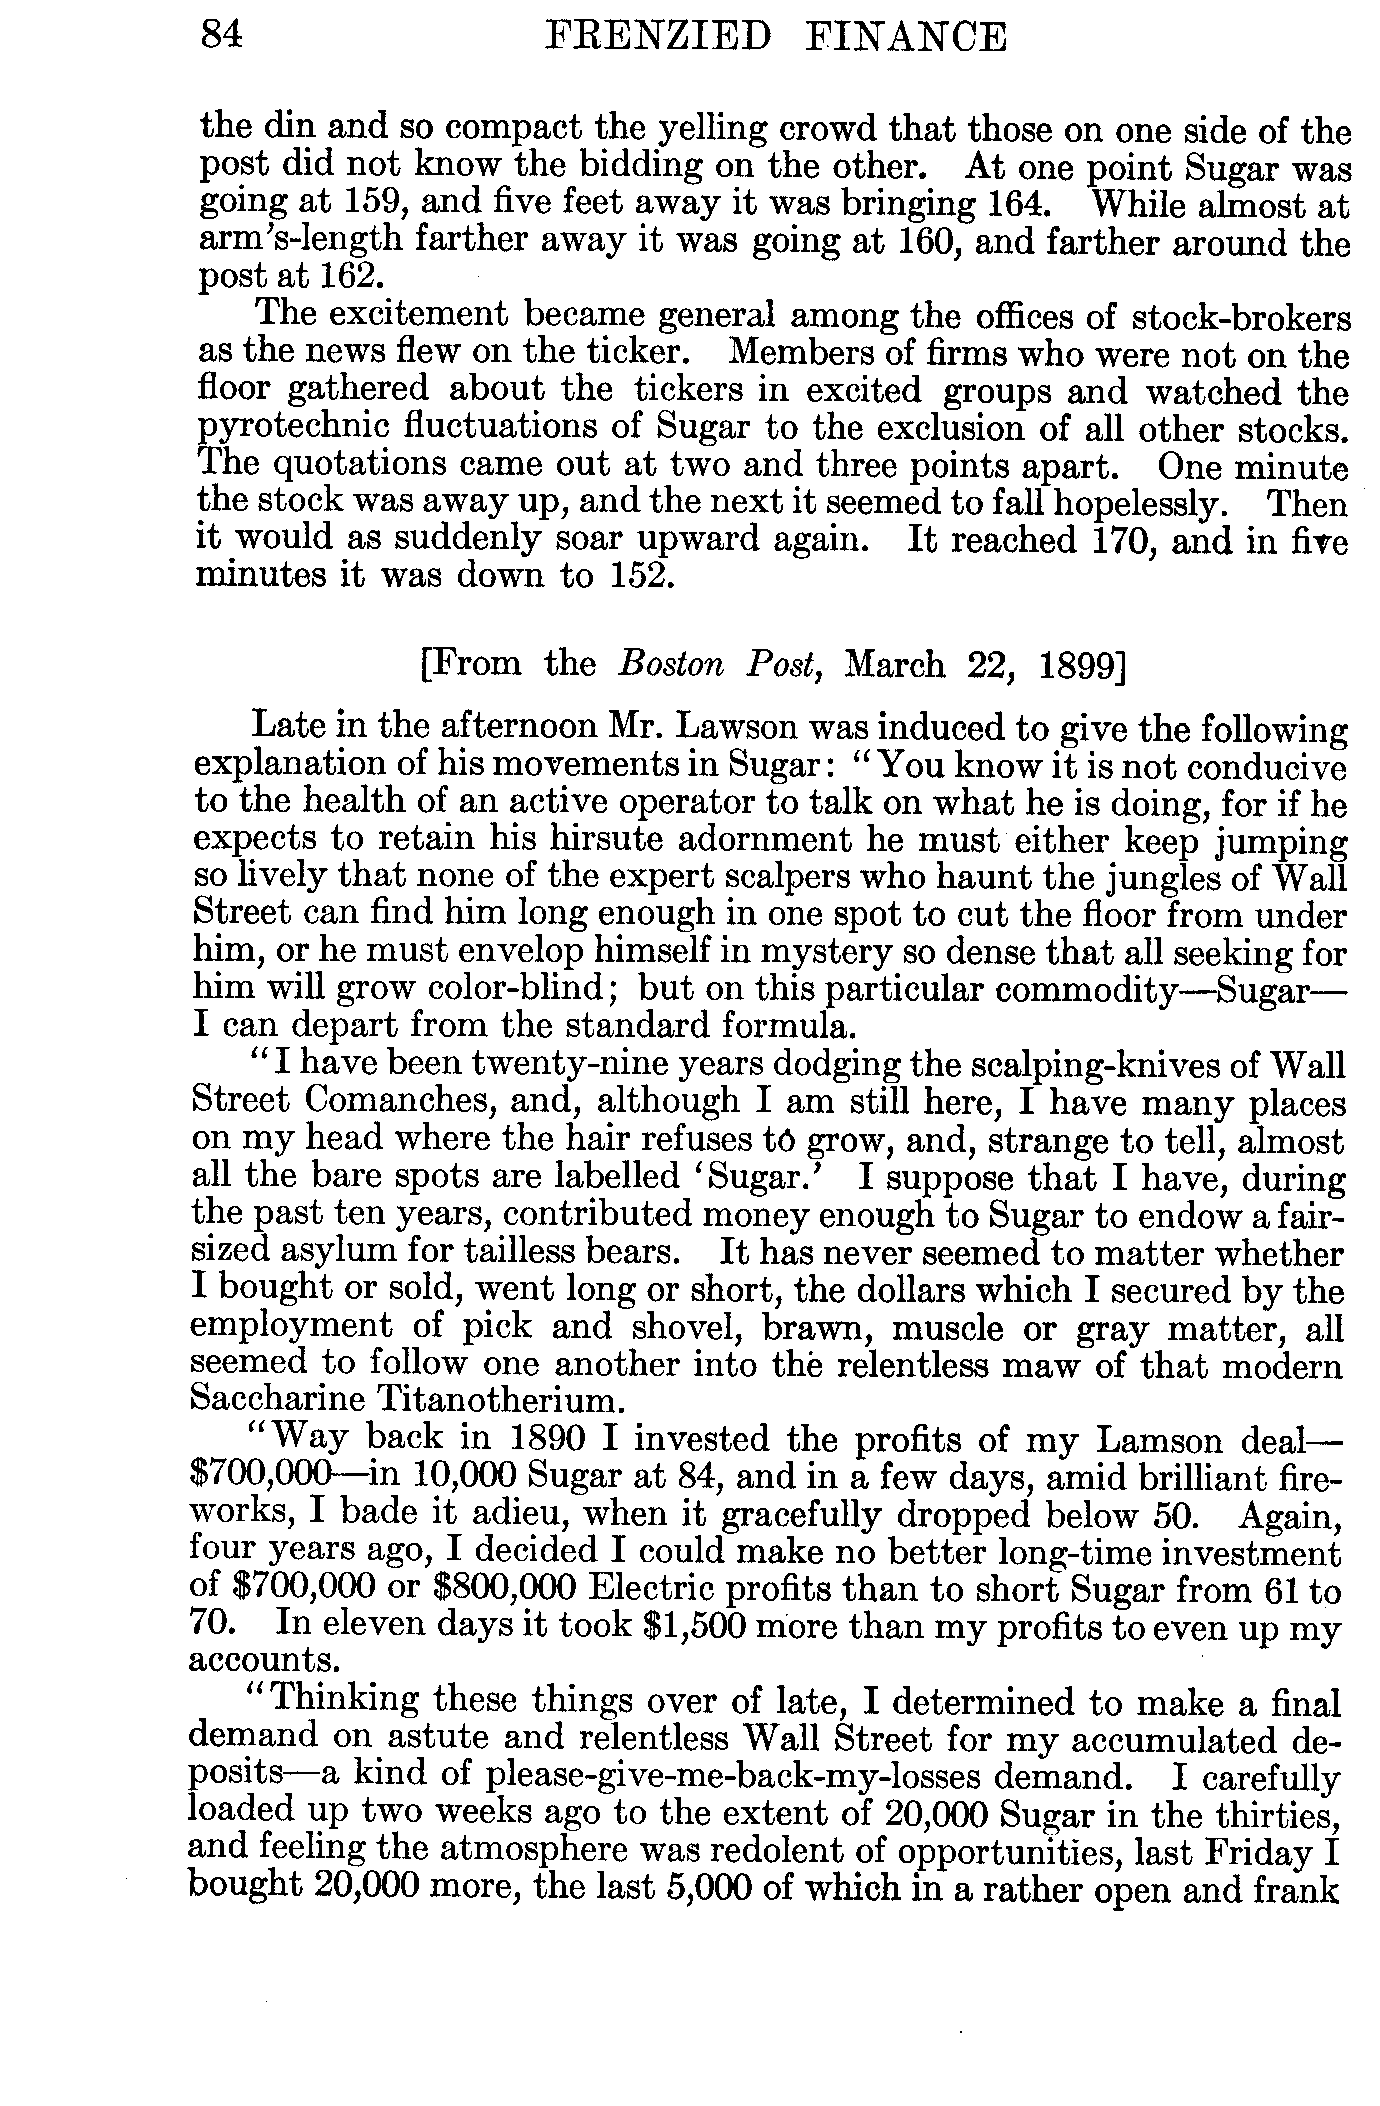 84 FRENZIED FINANCE
the din and so compact the yelling crowd that those on one side of the
post did not know the bidding on the other. At one point Sugar was
going at 159, and five feet away it was bringing 164. While almost at
arm's-length farther away it was going at 160, and farther around the
post at 162.
The excitement became general among the offices of stock-brokers
as the news flew on the ticker. Members of firms who were not on the
floor gathered about the tickers in excited groups and watched the
pyrotechnic fluctuations of Sugar to the exclusion of all other stocks.
The quotations came out at two and three points apart. One minute
the stock was away up, and the next it seemed to fall hopelessly. Then
it would as suddenly soar upward again. It reached 170, and in five
minutes it was down to 152.
[From the Boston Post, March 22, 1899]
Late in the afternoon Mr. Lawson was induced to give the following
explanation of his movements in Sugar: "You know it is not conducive
to the health of an active operator to talk on what he is doing, for if he
expects to retain his hirsute adornment he must either keep jumping
so lively that none of the expert scalpers who haunt the jungles of Wall
Street can find him long enough in one spot to cut the floor from under
him, or he must envelop himself in mystery so dense that all seeking for
him will grow color-blind; but on this particular commodity—Sugar—
I can depart from the standard formula.
"I have been twenty-nine years dodging the scalping-knives of Wall
Street Comanches, and, although I am still here, I have many places
on my head where the hair refuses to grow, and, strange to tell, almost
all the bare spots are labelled 'Sugar.' I suppose that I have, during
the past ten years, contributed money enough to Sugar to endow a fair-
sized asylum for tailless bears. It has never seemed to matter whether
I bought or sold, went long or short, the dollars which I secured by the
employment of pick and shovel, brawn, muscle or gray matter, all
seemed to follow one another into the relentless maw of that modern
Saccharine Titanotherium.
"Way back in 1890 I invested the profits of my Lamson deal—
$700,000—in 10,000 Sugar at 84, and in a few days, amid brilliant fire-
works, I bade it adieu, when it gracefully dropped below 50. Again,
four years ago, I decided I could make no better long-time investment
of $700,000 or $800,000 Electric profits than to short Sugar from 61 to
70. In eleven days it took $1,500 more than my profits to even up my
accounts.
"Thinking these things over of late, I determined to make a final
demand on astute and relentless Wall Street for my accumulated de-
posits—a kind of please-give-me-back-my-losses demand. I carefully
loaded up two weeks ago to the extent of 20,000 Sugar in the thirties,
and feeling the atmosphere was redolent of opportunities, last Friday I
bought 20,000 more, the last 5,000 of which in a rather open and frank